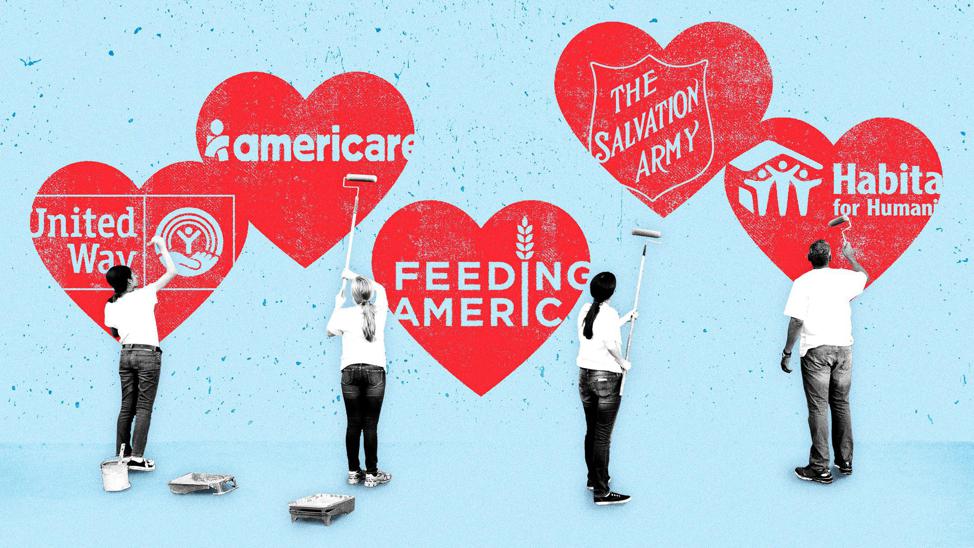 United
Way
americare
FEEDING
AMERIC
THE
SALVATION
ARMY
Habita
for Humani